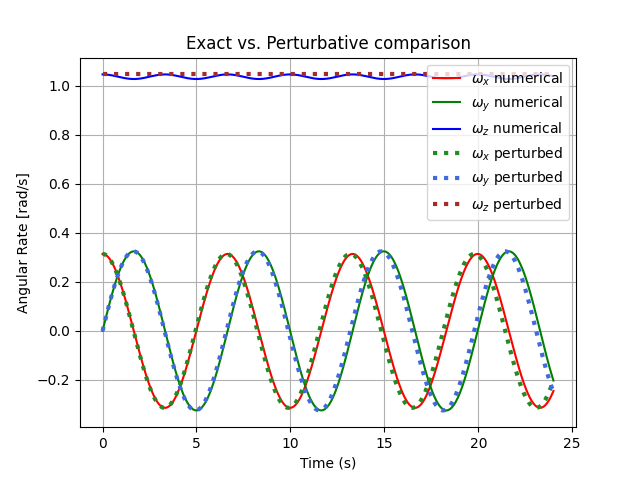 Exact vs. Perturbative comparison
1.0
0.8
0.6
0.4
0.2
0.0
−0.2
Angular Rate [rad/s]
ωx numerical
ωy numerical
ωz numerical
ωx perturbed
ωy perturbed
ωz perturbed
0 5 10 15 20 25
Time (s)